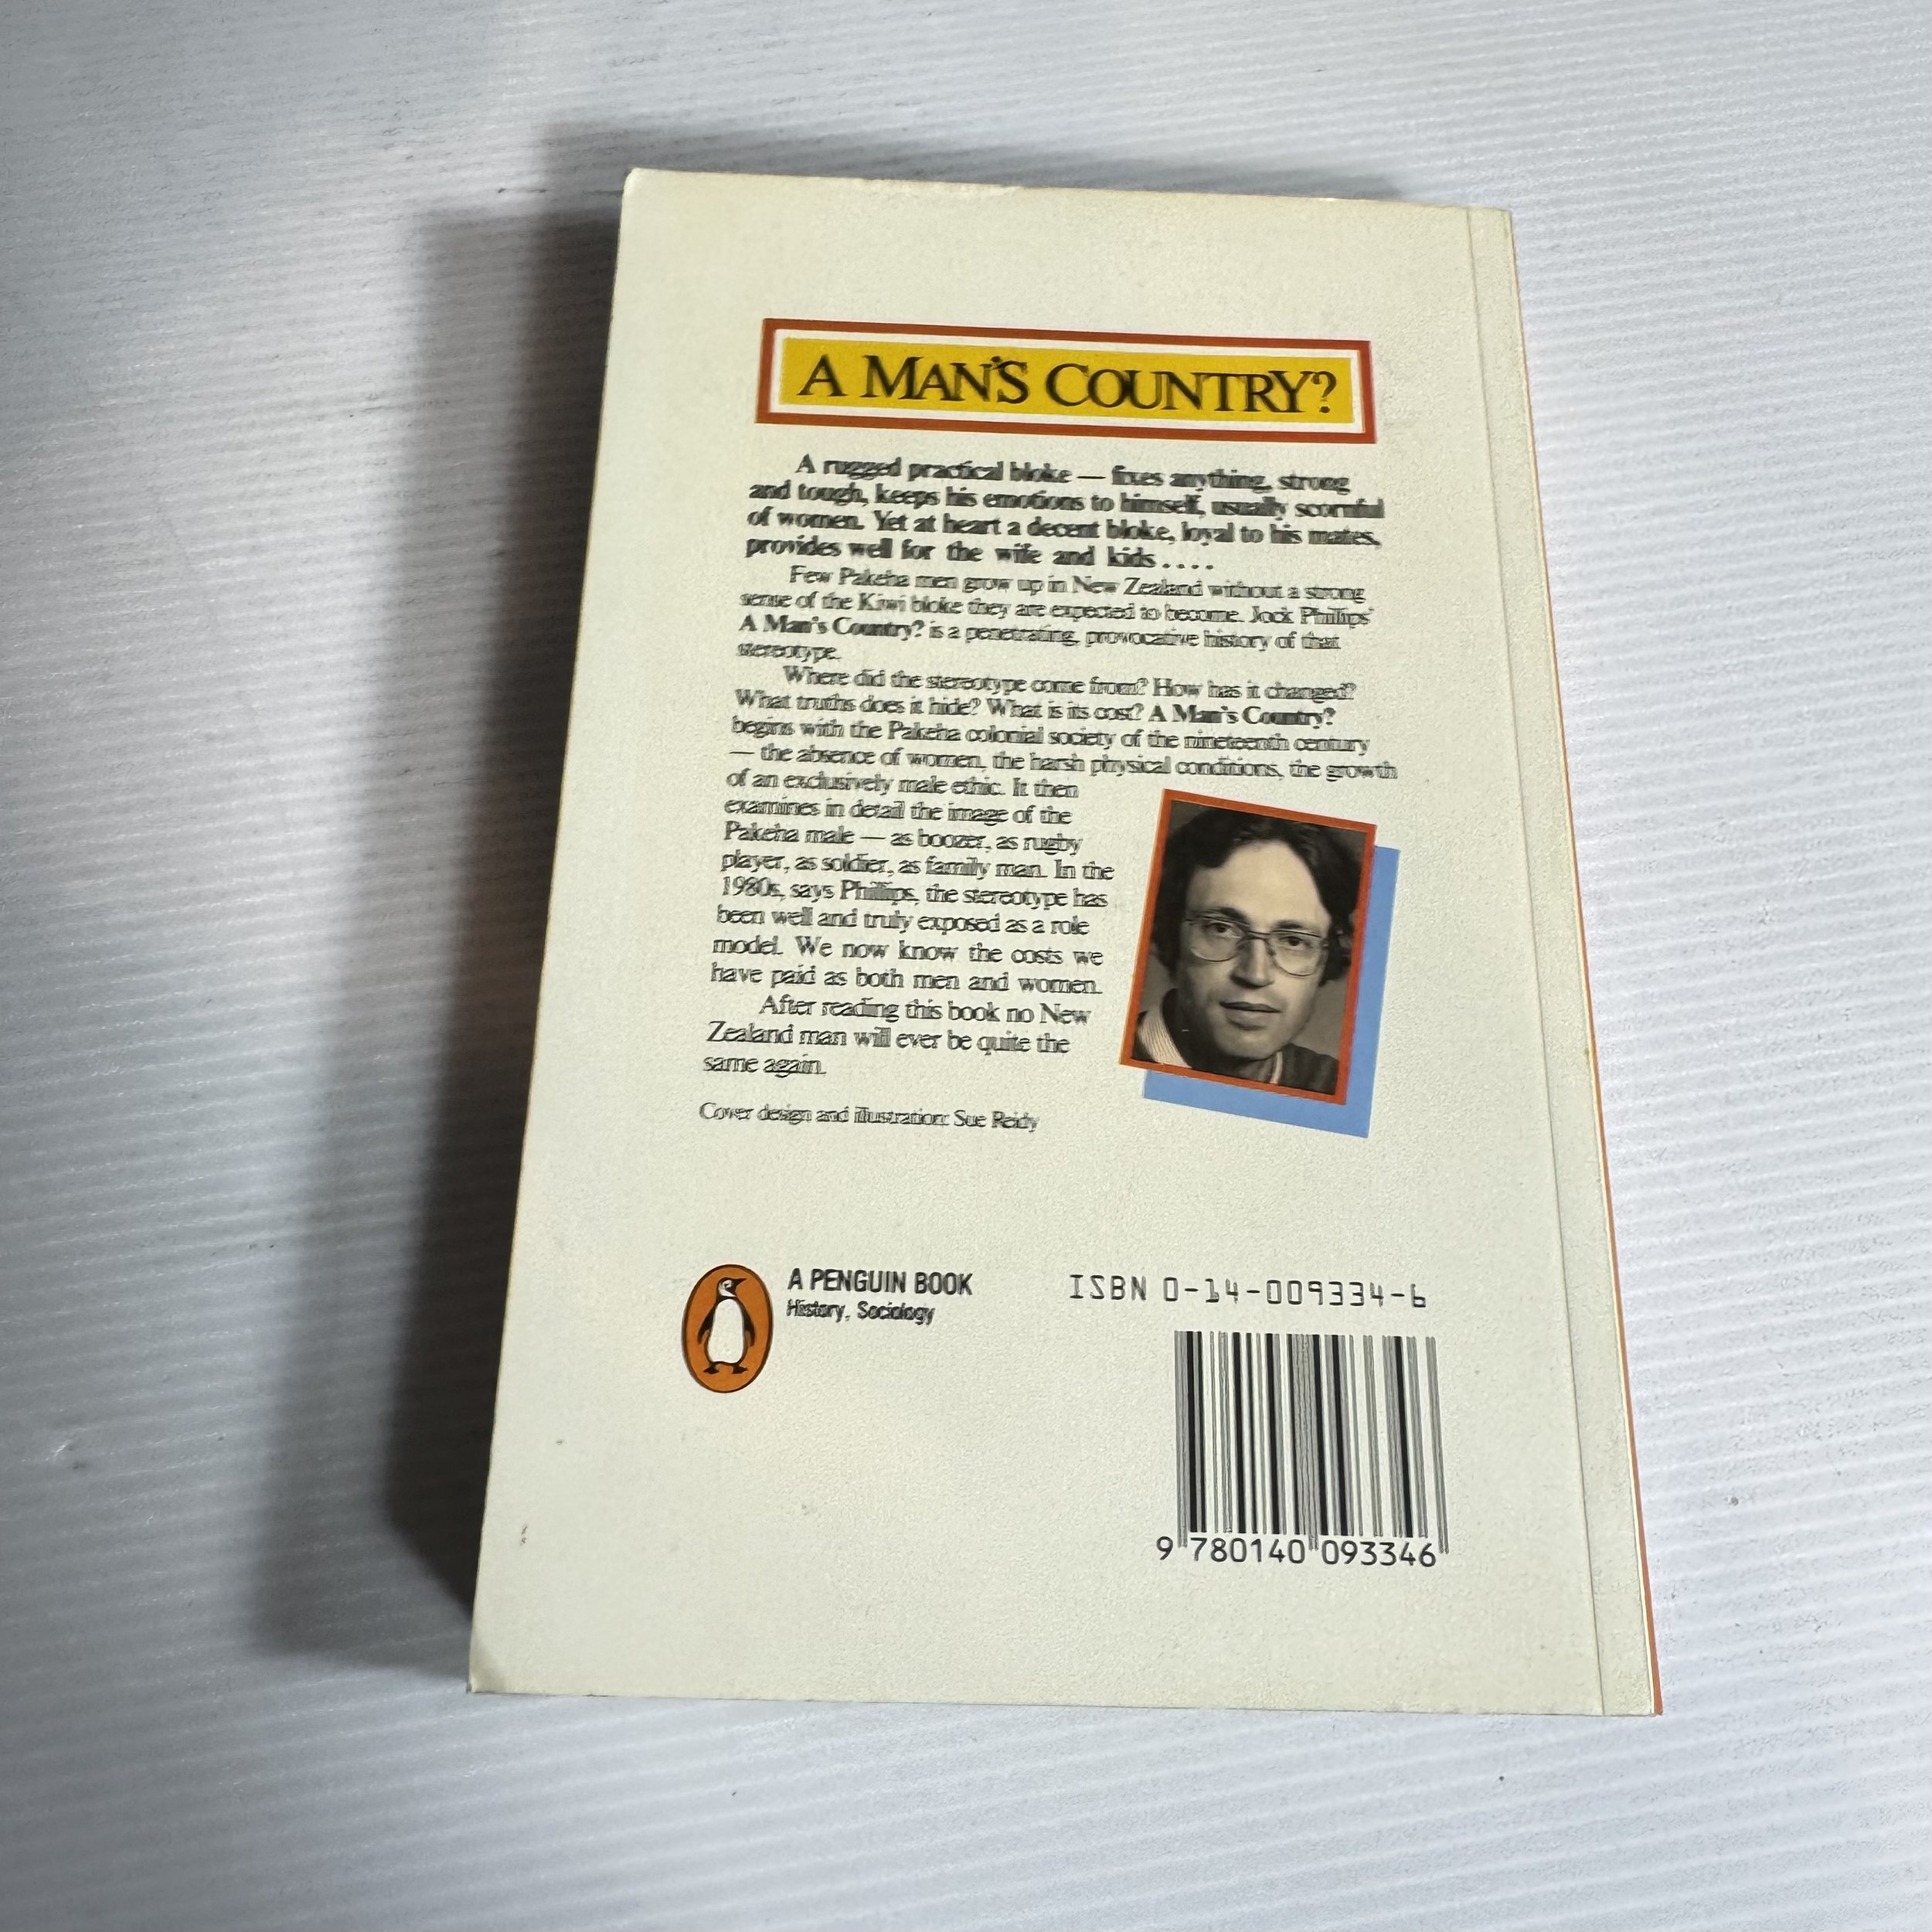 A MAN'S COUNTRY?
A rugged practical bloke — fixes anything, strong
and tough, keeps his emotions to himself, usually scornful
of women. Yet at heart a decent bloke, loyal to his mates,
provides well for the wife and kids . . . .
Few Pakeha men grow up in New Zealand without a strong
sense of the Kiwi bloke they are expected to become. Jock Phillips'
A Man's Country? is a penetrating, provocative history of that
stereotype.
Where did the stereotype come from? How has it changed?
What truths does it hide? What is its cost? A Man's Country?
begins with the Pakeha colonial society of the nineteenth century
— the absence of women, the harsh physical conditions, the growth
of an exclusively male ethic. It then
examines in detail the image of the
Pakeha male — as boozer, as rugby
player, as soldier, as family man. In the
1980s, says Phillips, the stereotype has
been well and truly exposed as a role
model. We now know the costs we
have paid as both men and women.
After reading this book no New
Zealand man will ever be quite the
same again.
Cover design and illustration: Sue Reidy
A PENGUIN BOOK
History, Sociology
ISBN 0-14-009334-6
9 780140 093346